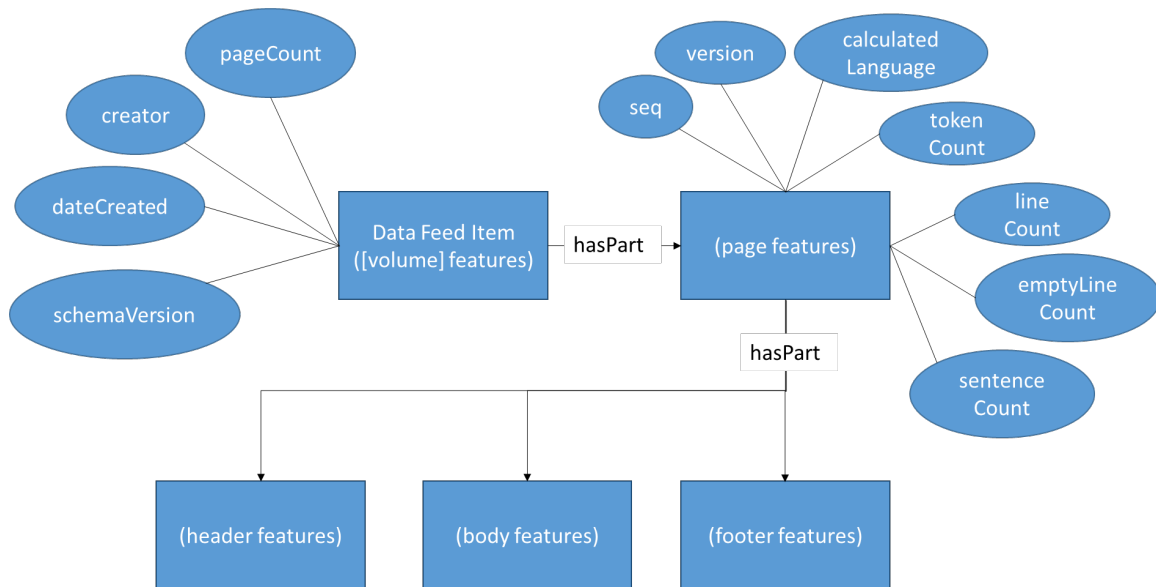 pageCount
creator
dateCreated
schemaVersion
Data Feed Item
([volume] features)
hasPart
version
calculated
Language
seq
token
Count
(page features)
line
Count
emptyLine
Count
sentence
Count
hasPart
(header features)
(body features)
(footer features)